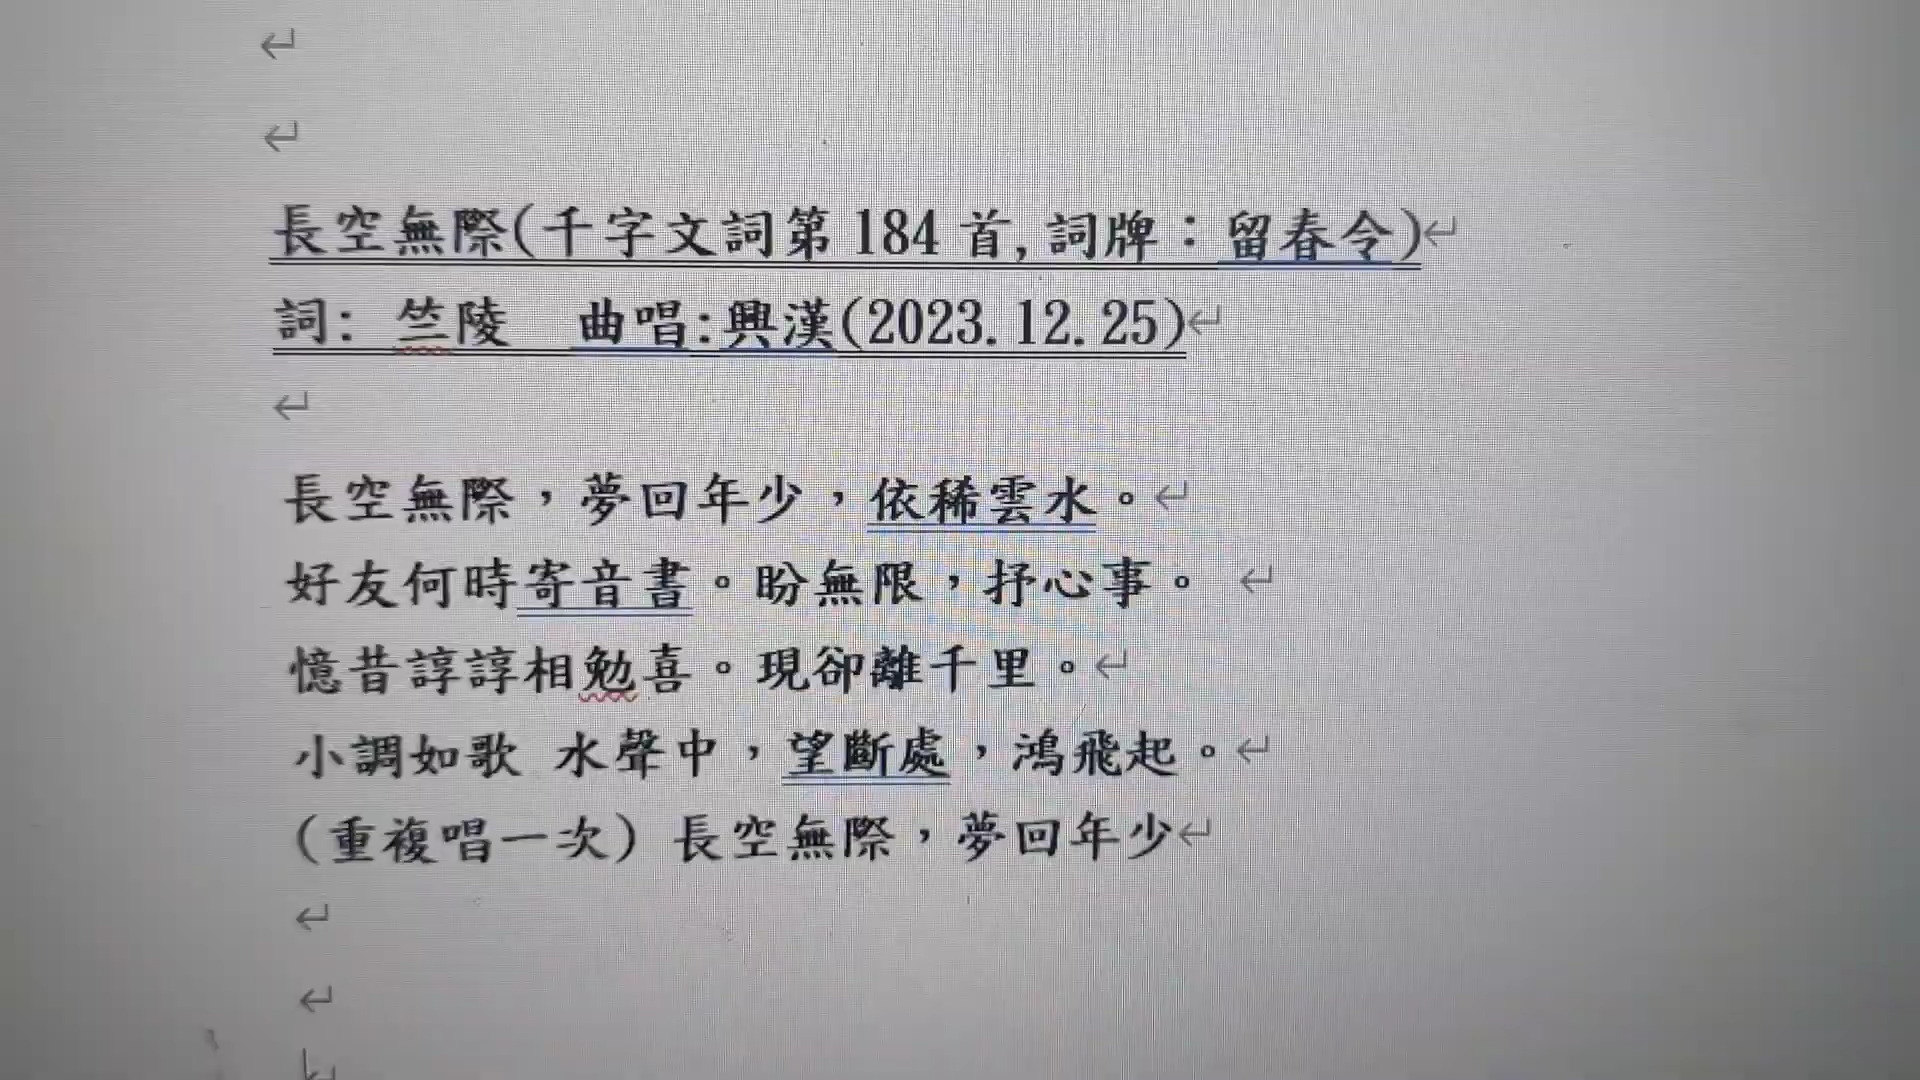 長空無際(千字文詞第 184 首,詞牌：留春令)
詞: 竺陵　曲唱:興漢(2023.12.25)
長空無際，夢回年少，依稀雲水。
好友何時寄音書。盼無限，抒心事。
憶昔諄諄相勉喜。現卻離千里。
小調如歌 水聲中，望斷處，鴻飛起。
（重複唱一次）長空無際，夢回年少